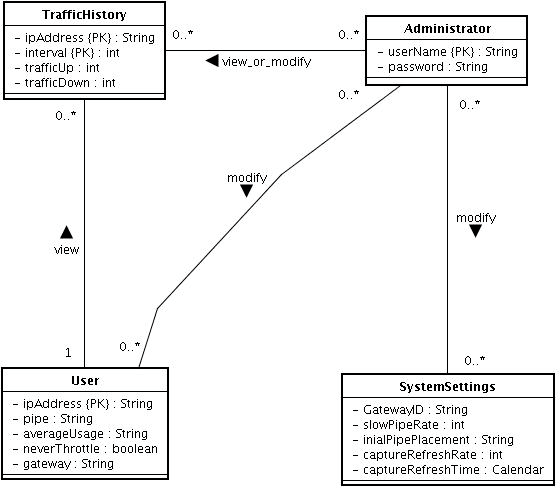 TrafficHistory
- ipAddress {PK} : String
- interval {PK} : int
- trafficUp : int
- trafficDown : int
0..*
0..*
view_or_modify
Administrator
- userName {PK} : String
- password : String
0..*
0..*
0..*
modify
modify
view
1
0..*
0..*
User
- ipAddress {PK} : String
- pipe : String
- averageUsage : String
- neverThrottle : boolean
- gateway : String
SystemSettings
- GatewayID : String
- slowPipeRate : int
- inialPipePlacement : String
- captureRefreshRate : int
- captureRefreshTime : Calendar